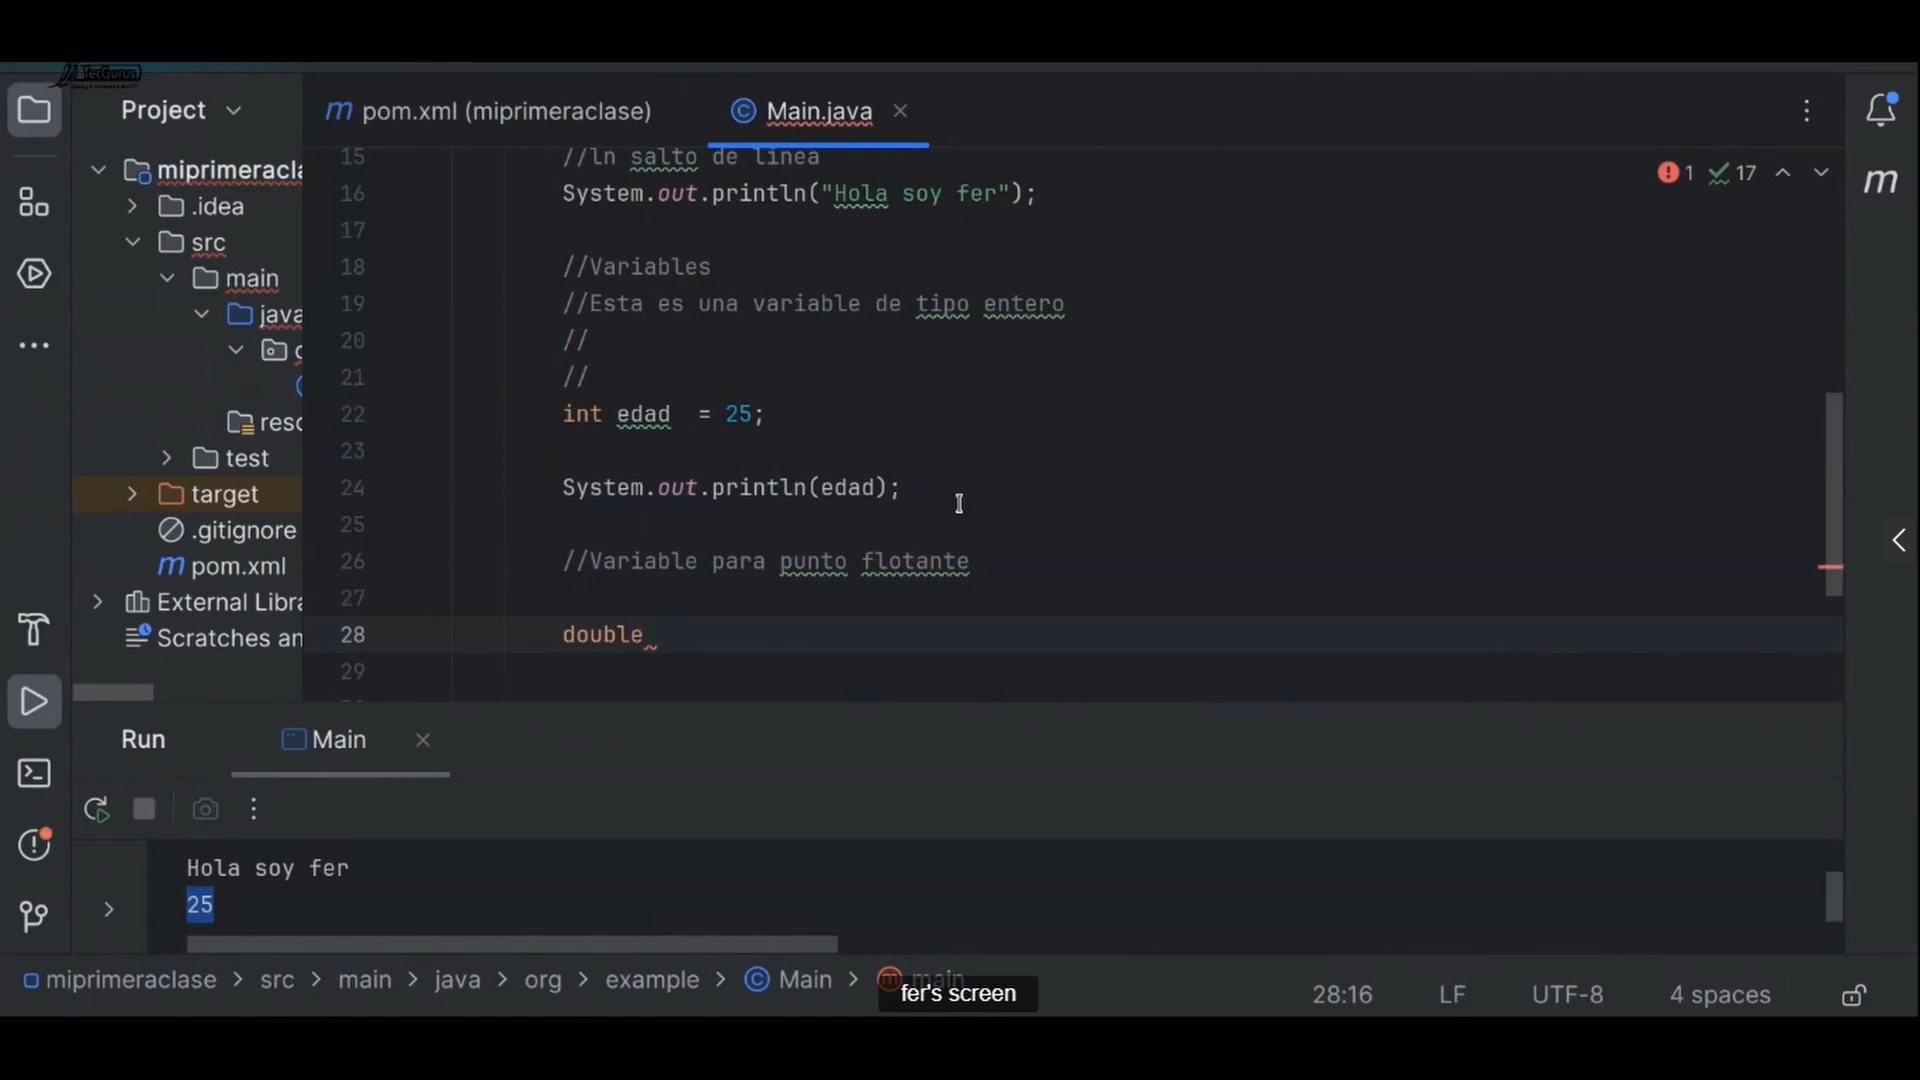 TecGurus
Project
pom.xml (miprimeraclase)
Main.java
miprimeracla
.idea
src
main
java
resc
test
target
.gitignore
pom.xml
External Libra
Scratches an
15 //ln salto de linea
16 System.out.println("Hola soy fer");
17
18 //Variables
19 //Esta es una variable de tipo entero
20 //
21 //
22 int edad  = 25;
23
24 System.out.println(edad);
25
26 //Variable para punto flotante
27
28 double
29
1 17
Run
Main
Hola soy fer
25
miprimeraclase > src > main > java > org > example > Main > main
fer's screen
28:16 LF UTF-8 4 spaces